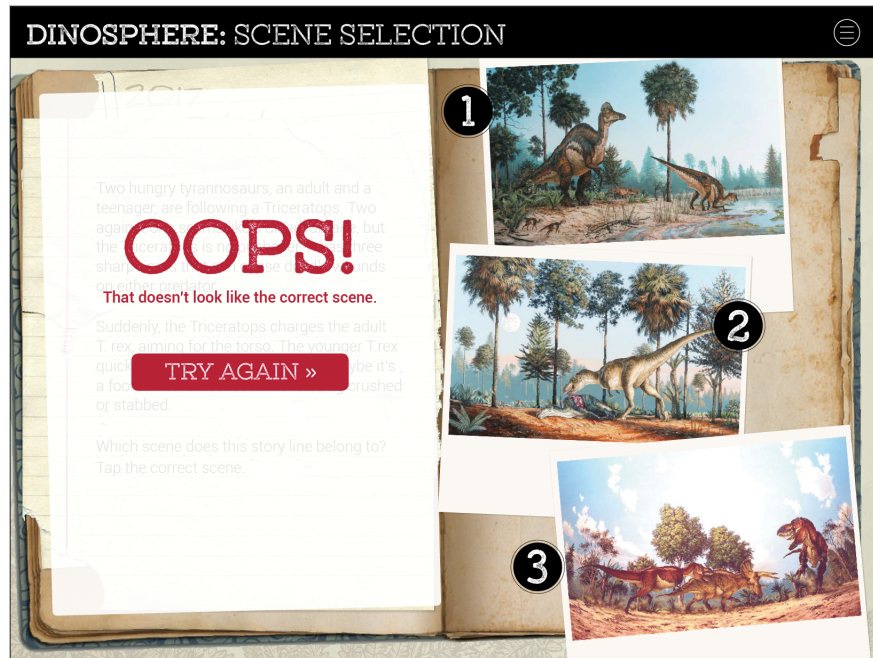 DINOSPHERE: SCENE SELECTION
2017
1
Two hungry tyrannosaurs, an adult and a
teenager, are following a Triceratops. Two
OOPS!
on either predator.
That doesn't look like the correct scene.
Suddenly, the Triceratops charges the adult
T. rex, aiming for the torso. The younger T.rex
TRY AGAIN »
or stabbed.
Which scene does this story line belong to?
Tap the correct scene.
2
3